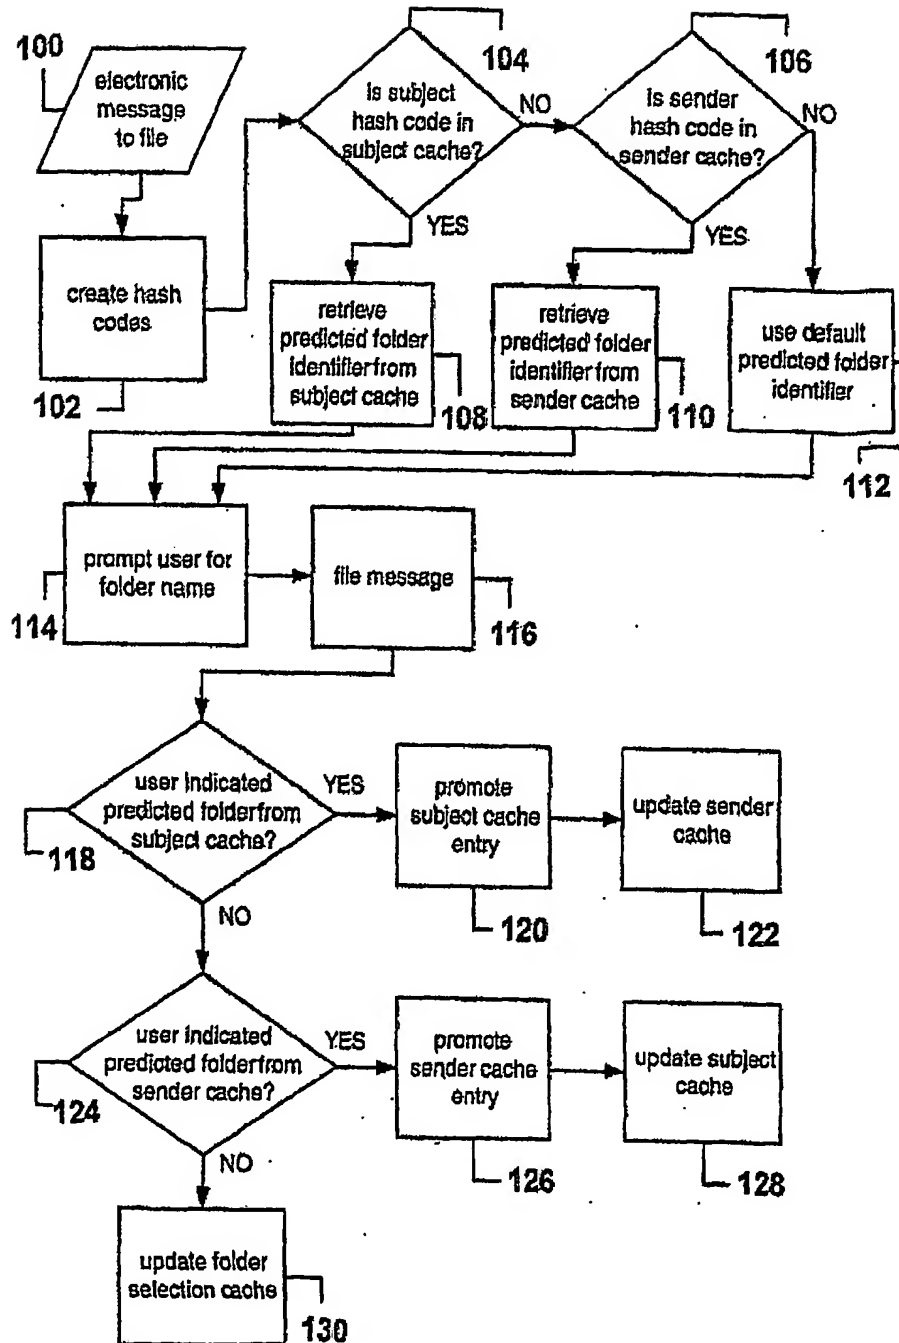 100
electronic
message
to file
104
Is subject
hash code in
subject cache?
NO
106
Is sender
hash code in
sender cache?
NO
YES
YES
create hash
codes
102
retrieve
predicted folder
identifier from
subject cache
108
retrieve
predicted folder
identifier from
sender cache
110
use default
predicted folder
identifier
112
prompt user for
folder name
114
file message
116
user indicated
predicted folder from
subject cache?
118
YES
NO
promote
subject cache
entry
120
update sender
cache
122
user indicated
predicted folder from
sender cache?
124
YES
NO
promote
sender cache
entry
126
update subject
cache
128
update folder
selection cache
130